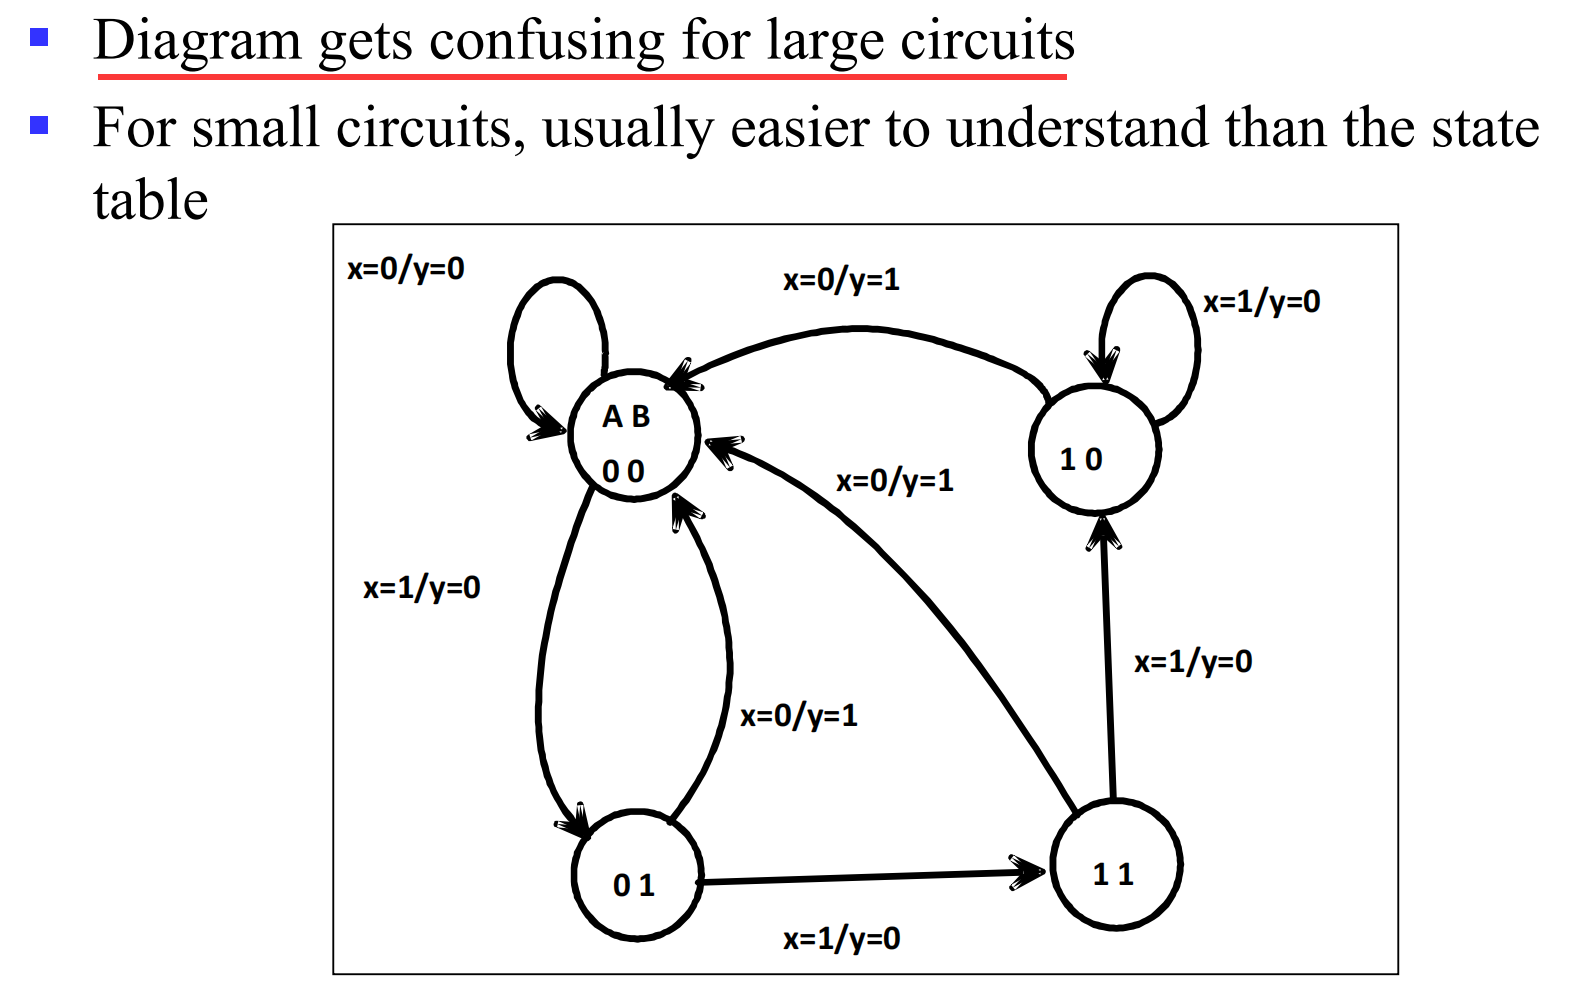 Diagram gets confusing for large circuits
For small circuits, usually easier to understand than the state
table
x=0/y=0
x=0/y=1
x=1/y=0
A B
0 0
1 0
x=0/y=1
x=1/y=0
x=1/y=0
x=0/y=1
0 1
1 1
x=1/y=0